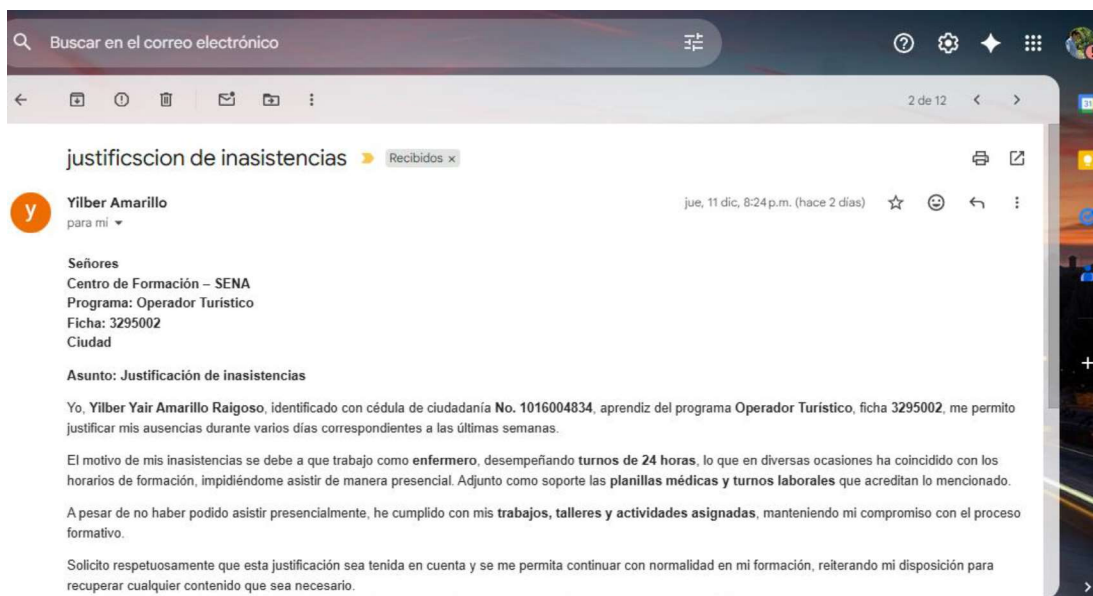 Buscar en el correo electrónico
2 de 12
justificscion de inasistencias
Recibidos x
y
Yilber Amarillo
jue, 11 dic, 8:24 p.m. (hace 2 días)
para mí
Señores
Centro de Formación – SENA
Programa: Operador Turístico
Ficha: 3295002
Ciudad
Asunto: Justificación de inasistencias
Yo, Yilber Yair Amarillo Raigoso, identificado con cédula de ciudadanía No. 1016004834, aprendiz del programa Operador Turístico, ficha 3295002, me permito
justificar mis ausencias durante varios días correspondientes a las últimas semanas.
El motivo de mis inasistencias se debe a que trabajo como enfermero, desempeñando turnos de 24 horas, lo que en diversas ocasiones ha coincidido con los
horarios de formación, impidiéndome asistir de manera presencial. Adjunto como soporte las planillas médicas y turnos laborales que acreditan lo mencionado.
A pesar de no haber podido asistir presencialmente, he cumplido con mis trabajos, talleres y actividades asignadas, manteniendo mi compromiso con el proceso
formativo.
Solicito respetuosamente que esta justificación sea tenida en cuenta y se me permita continuar con normalidad en mi formación, reiterando mi disposición para
recuperar cualquier contenido que sea necesario.
31